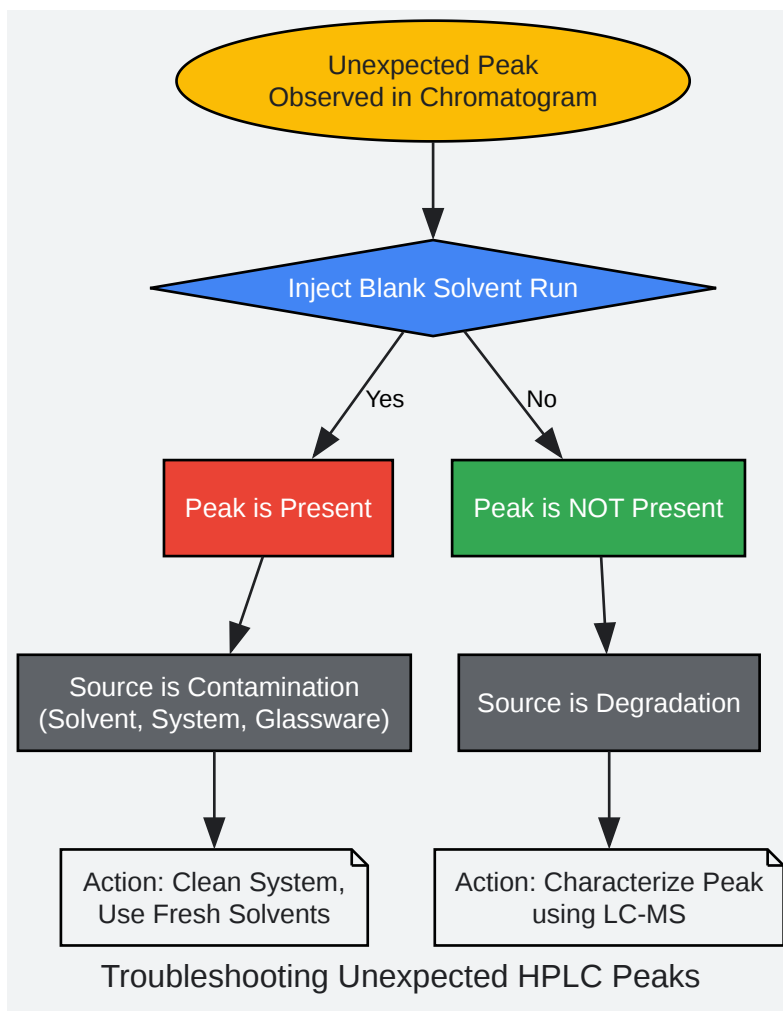 Unexpected Peak
Observed in Chromatogram
Inject Blank Solvent Run
Yes
No
Peak is Present
Peak is NOT Present
Source is Contamination
(Solvent, System, Glassware)
Source is Degradation
Action: Clean System,
Use Fresh Solvents
Action: Characterize Peak
using LC-MS
Troubleshooting Unexpected HPLC Peaks